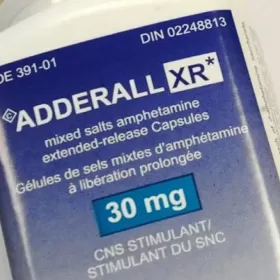 DE 391-01
DIN 02248813
© ADDERALL XR*
mixed salts amphetamine
extended-release Capsules
Gélules de sels mixtes d'amphétamine
à libération prolongée
30 mg
CNS STIMULANT/
STIMULANT DU SNC